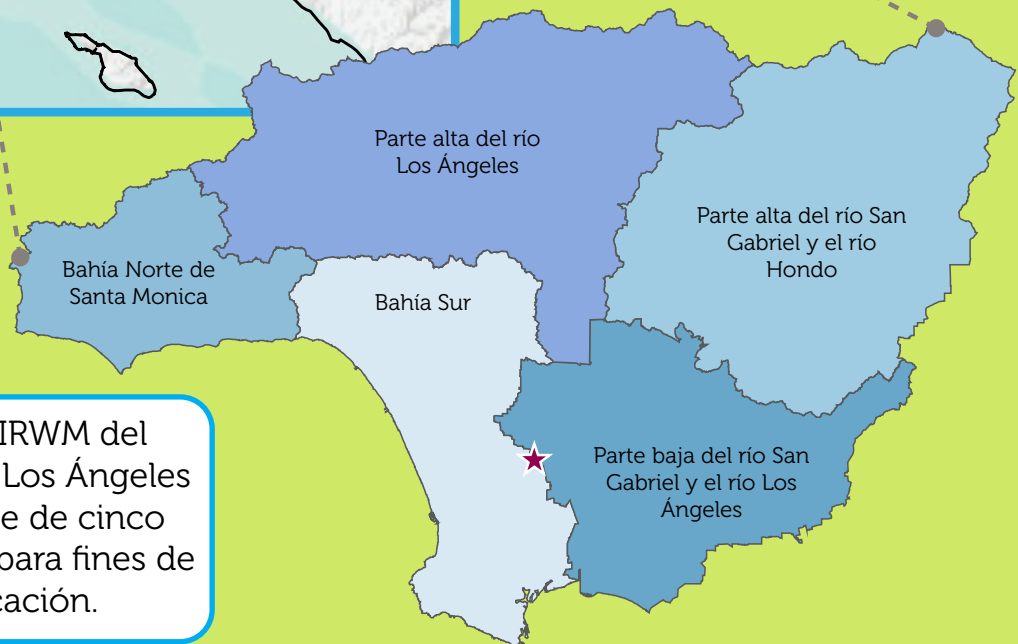 Parte alta del río
Los Ángeles
Parte alta del río San
Gabriel y el río
Hondo
Bahía Norte de
Santa Monica
Bahía Sur
Parte baja del río San
Gabriel y el río Los
Ángeles
IRWM del
Los Ángeles
e de cinco
para fines de
cación.